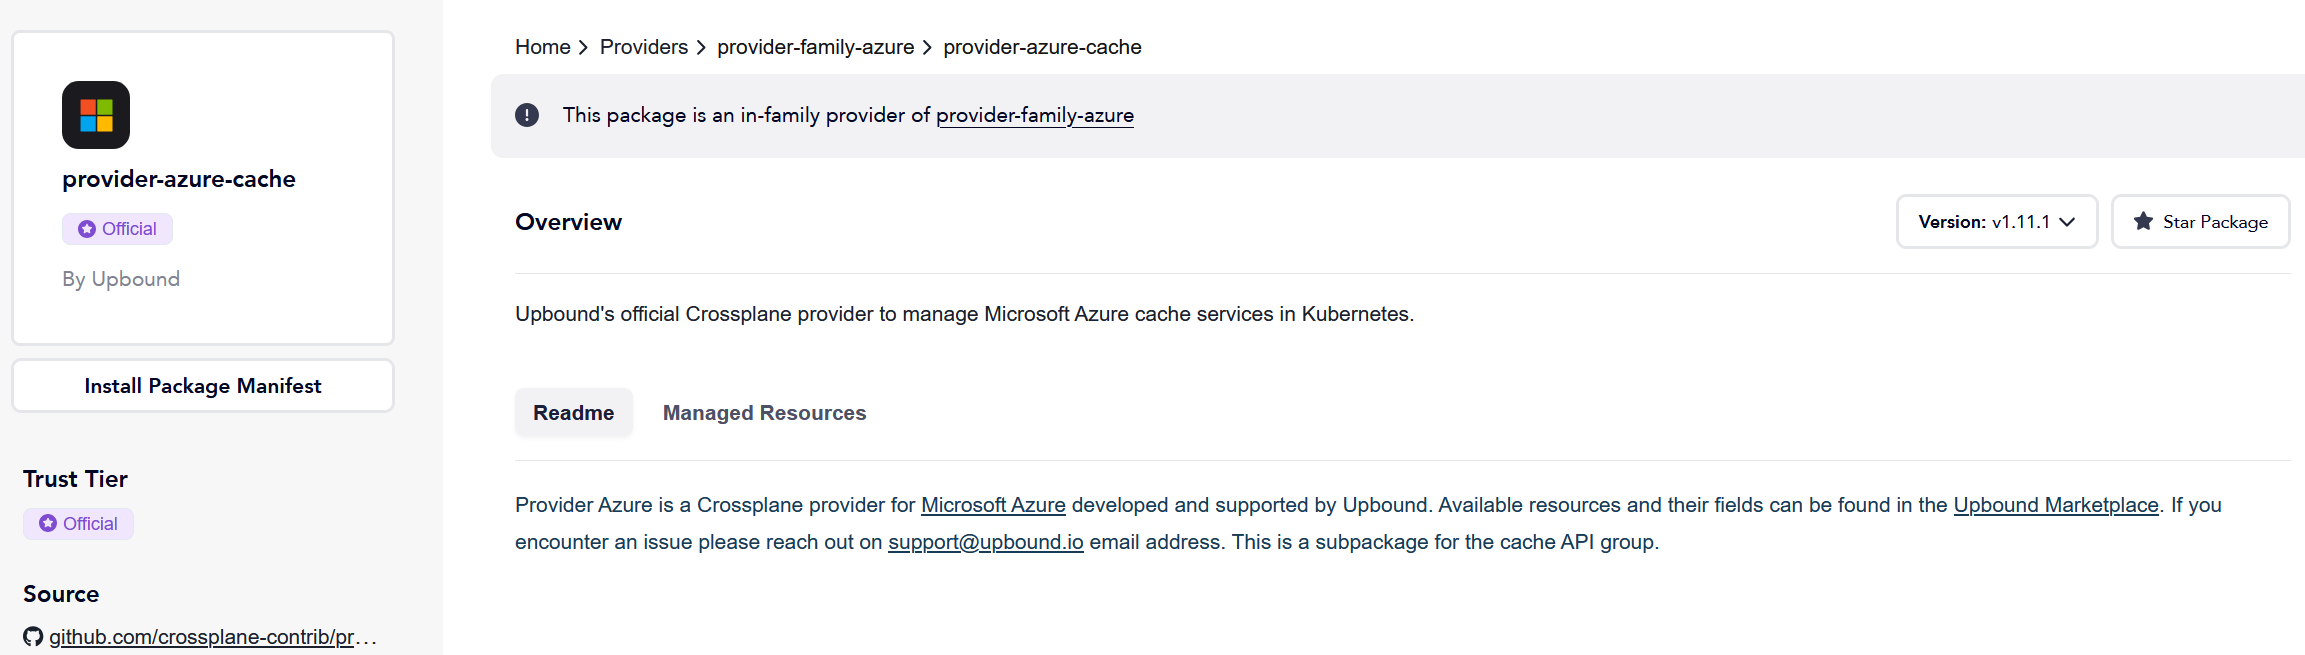 provider-azure-cache
Official
By Upbound
Install Package Manifest
Trust Tier
Official
Source
github.com/crossplane-contrib/pr...
Home > Providers > provider-family-azure > provider-azure-cache
This package is an in-family provider of provider-family-azure
Overview
Version: v1.11.1
Star Package
Upbound's official Crossplane provider to manage Microsoft Azure cache services in Kubernetes.
Readme
Managed Resources
Provider Azure is a Crossplane provider for Microsoft Azure developed and supported by Upbound. Available resources and their fields can be found in the Upbound Marketplace. If you
encounter an issue please reach out on support@upbound.io email address. This is a subpackage for the cache API group.